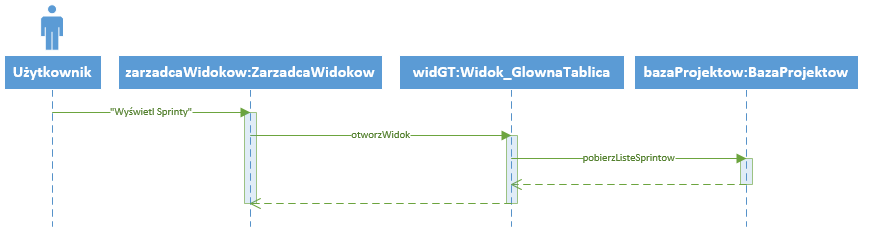 Użytkownik
zarzadcaWidokow:ZarzadcaWidokow
widGT:Widok_GlownaTablica
bazaProjektow:BazaProjektow
"Wyświetl Sprinty"
otworzWidok
pobierzListeSprintow